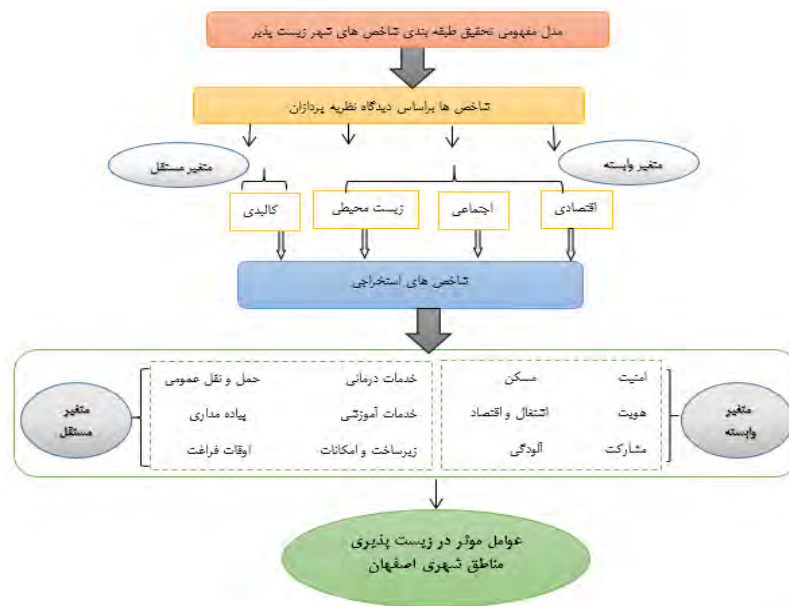 مدل مفهومی تحقیق طبقه بندی شاخص های شهر زیست پذیر
شاخص ها براساس دیدگاه نظریه پردازان
متغیر وابسته
متغیر مستقل
اقتصادی
اجتماعی
زیست محیطی
کالبدی
شاخص های استخراجی
متغیر
وابسته
امنیت
مسکن
هویت
اشتغال و اقتصاد
مشارکت
آلودگی
خدمات درمانی
حمل و نقل عمومی
خدمات آموزشی
پیاده مداری
زیرساخت و امکانات
اوقات فراغت
متغیر
مستقل
عوامل موثر در زیست پذیری
مناطق شهری اصفهان